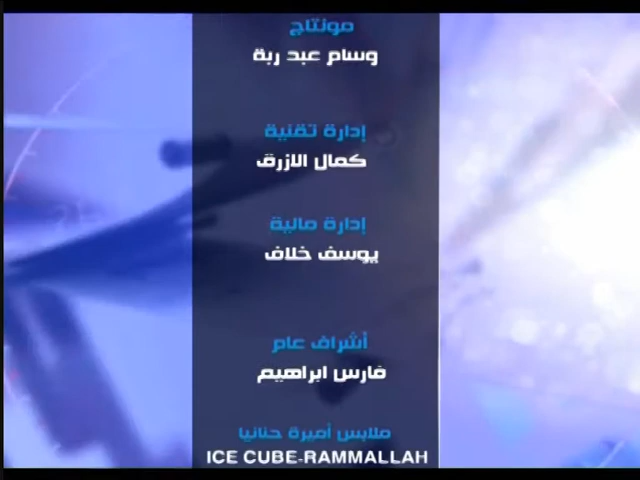 مونتاج
وسام عبد ربة
إدارة تقنية
كمال الازرق
إدارة مالية
يوسف خلاف
أشراف عام
فارس ابراهيم
ملابس أميرة حنانيا
ICE CUBE-RAMMALLAH